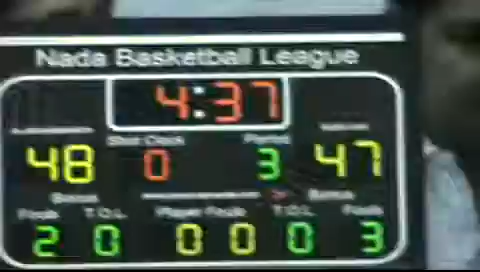 Nada Basketball League
4:37
Shot Clock Period
48 0 3 47
Bonus Bonus
Fouls T.O.L Player Fouls T.O.L Fouls
2 0 0 0 0 3